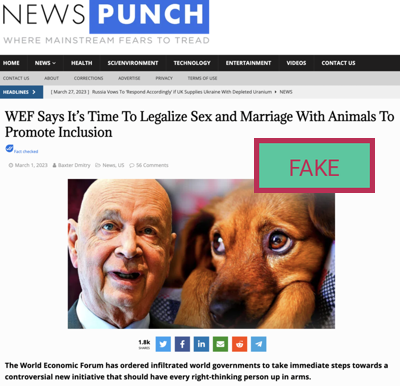 NEWS PUNCH
WHERE MAINSTREAM FEARS TO TREAD
HOME NEWS HEALTH SCI/ENVIRONMENT TECHNOLOGY ENTERTAINMENT VIDEOS CONTACT US
CONTACT US ABOUT CORRECTIONS ADVERTISE PRIVACY TERMS OF USE
HEADLINES [ March 27, 2023 ] Russia Vows To 'Respond Accordingly' If UK Supplies Ukraine With Depleted Uranium NEWS
WEF Says It's Time To Legalize Sex and Marriage With Animals To
Promote Inclusion
Fact checked
March 1, 2023 Baxter Dmitry News, US 56 Comments
FAKE
1.8k
SHARES
The World Economic Forum has ordered infiltrated world governments to take immediate steps towards a
controversial new initiative that should have every right-thinking person up in arms.